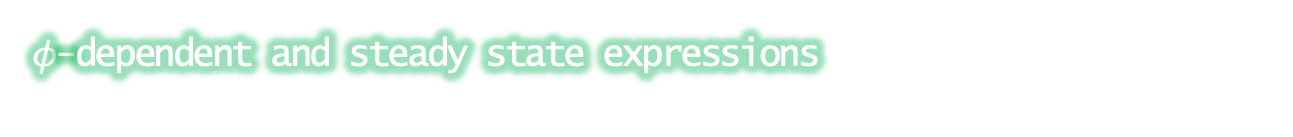 ϕ-dependent and steady state expressions